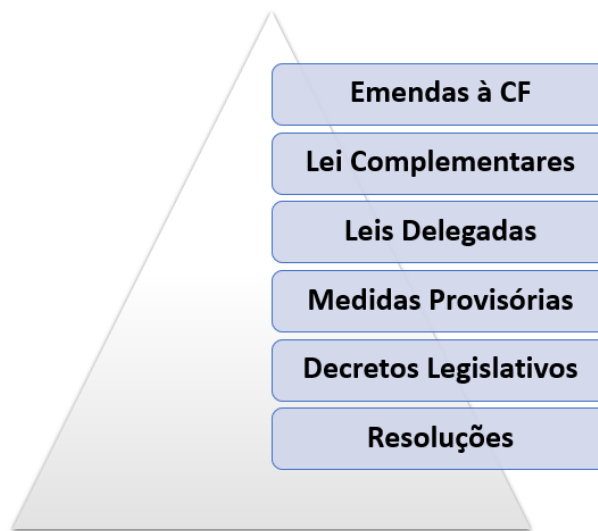 Emendas à CF
Lei Complementares
Leis Delegadas
Medidas Provisórias
Decretos Legislativos
Resoluções